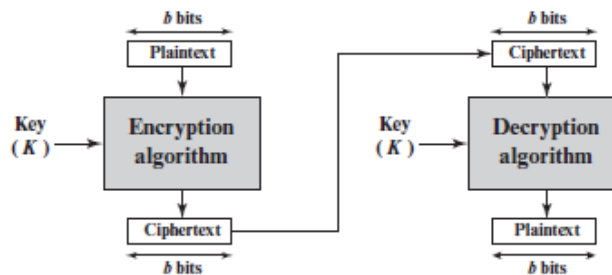 b bits
Plaintext
Key
(K)
Encryption
algorithm
Ciphertext
b bits
b bits
Ciphertext
Key
(K)
Decryption
algorithm
Plaintext
b bits